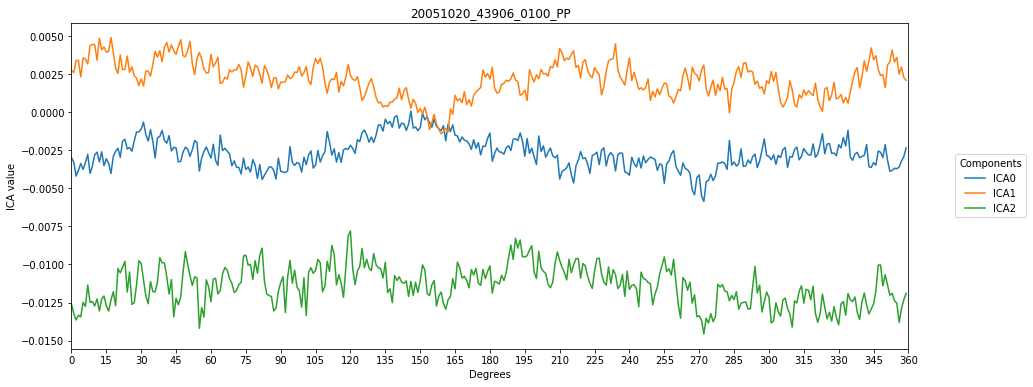 20051020_43906_0100_PP
ICA value
0.0050
0.0025
0.0000
−0.0025
−0.0050
−0.0075
−0.0100
−0.0125
−0.0150
0 15 30 45 60 75 90 105 120 135 150 165 180 195 210 225 240 255 270 285 300 315 330 345 360
Degrees
Components
ICA0
ICA1
ICA2